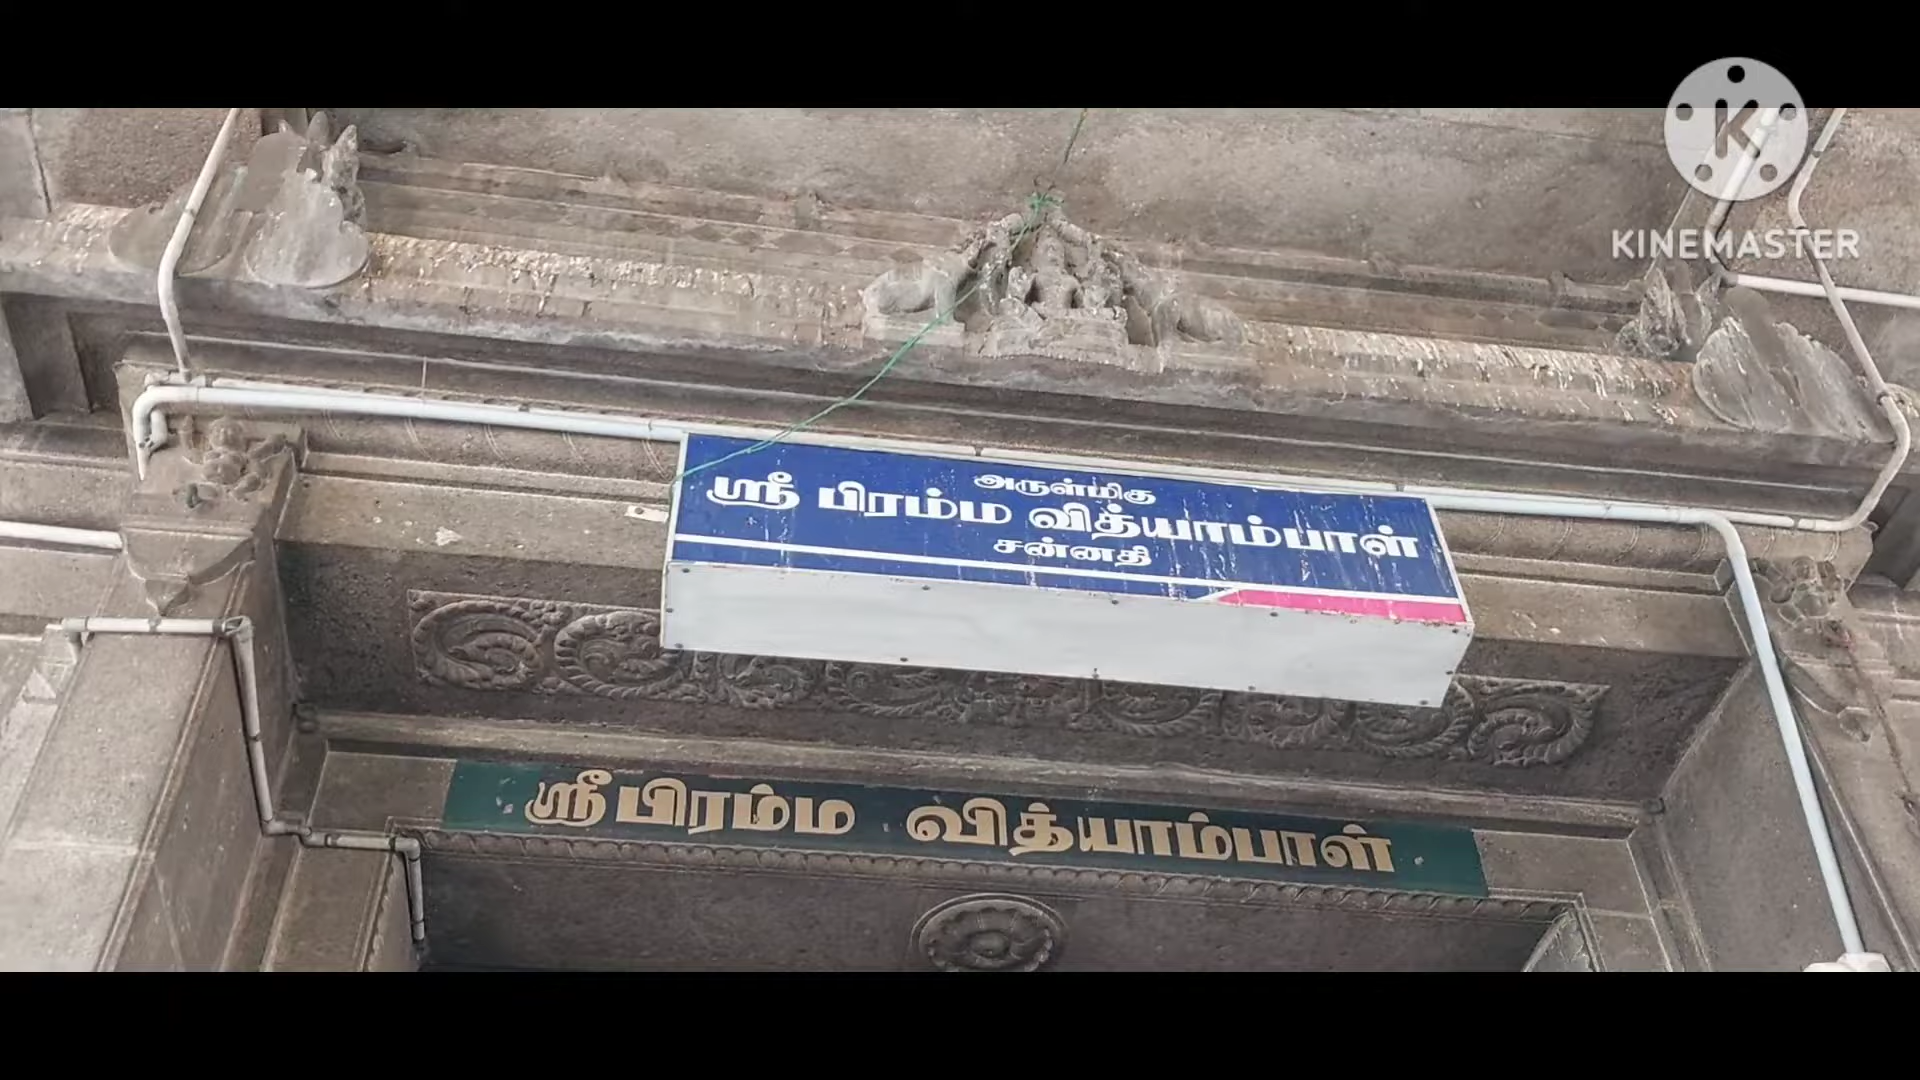 KINEMASTER
அருள்மிகு
ஸ்ரீ பிரம்ம வித்யாம்பாள்
சன்னதி
ஸ்ரீ பிரம்ம வித்யாம்பாள்